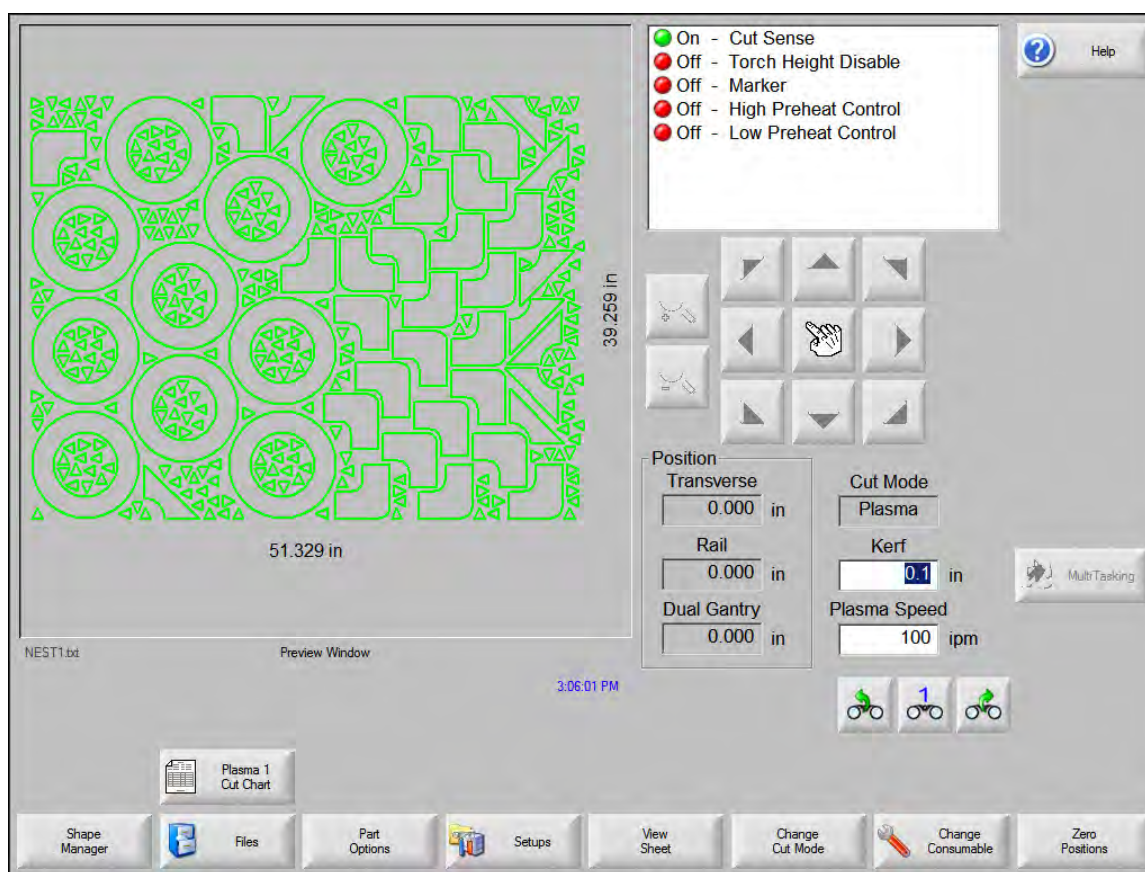 On - Cut Sense
Off - Torch Height Disable
Off - Marker
Off - High Preheat Control
Off - Low Preheat Control
Help
39.259 in
51.329 in
Position
Transverse
0.000 in
Rail
0.000 in
Dual Gantry
0.000 in
Cut Mode
Plasma
Kerf
0.1 in
Plasma Speed
100 ipm
MultiTasking
NEST1.txt
Preview Window
3:06:01 PM
1
Plasma 1
Cut Chart
Shape
Manager
Files
Part
Options
Setups
View
Sheet
Change
Cut Mode
Change
Consumable
Zero
Positions